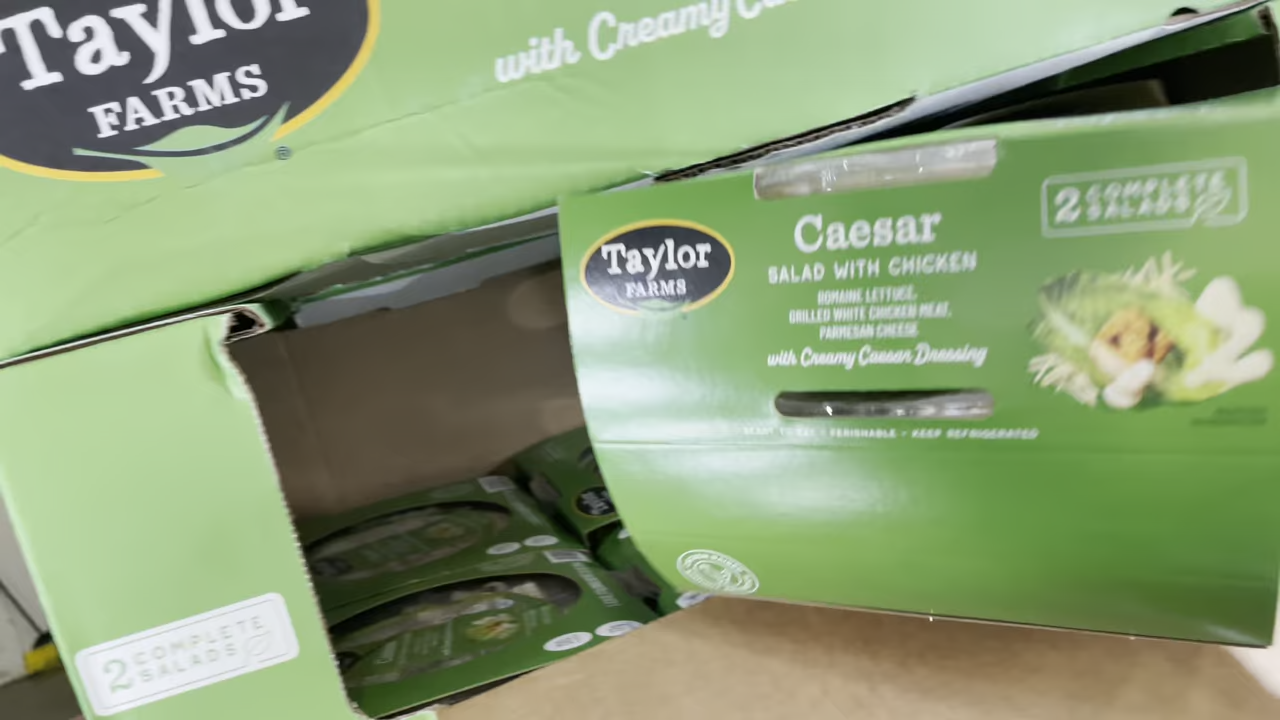 Taylor
FARMS
®
with Creamy
Taylor
FARMS
Caesar
SALAD WITH CHICKEN
ROMAINE LETTUCE,
GRILLED WHITE CHICKEN MEAT,
PARMESAN CHEESE
with Creamy Caesar Dressing
PERISHABLE • KEEP REFRIGERATED
2 COMPLETE
SALADS
2 COMPLETE
SALADS